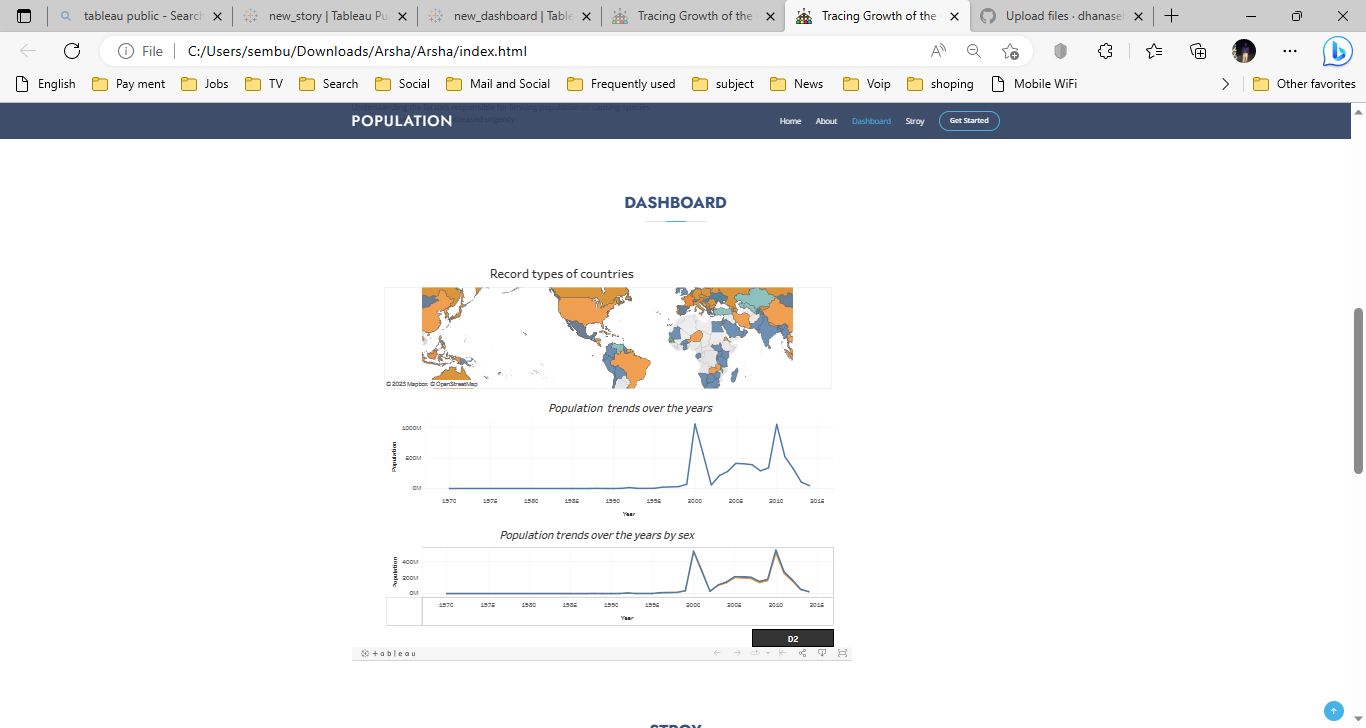 tableau public - Search
new_story | Tableau Pu
new_dashboard | Table
Tracing Growth of the
Tracing Growth of the
Upload files · dhanasek
File
C:/Users/sembu/Downloads/Arsha/Arsha/index.html
English
Pay ment
Jobs
TV
Search
Social
Mail and Social
Frequently used
subject
News
Voip
shoping
Mobile WiFi
Other favorites
POPULATION
Home
About
Dashboard
Stroy
Get Started
DASHBOARD
Record types of countries
© 2023 Mapbox © OpenStreetMap
Population trends over the years
Population
1000M
500M
0M
1970 1975 1980 1985 1990 1995 2000 2005 2010 2015
Year
Population trends over the years by sex
Population
400M
200M
0M
1970 1975 1980 1985 1990 1995 2000 2005 2010 2015
Year
D2
+ a b l e a u
STROY